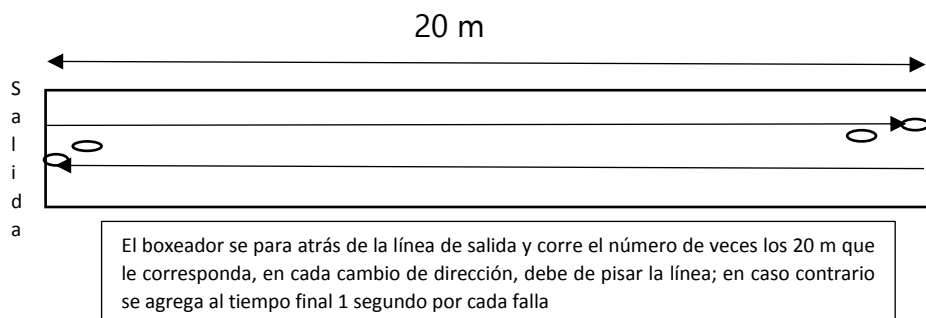 20 m
Salida
El boxeador se para atrás de la línea de salida y corre el número de veces los 20 m que
le corresponda, en cada cambio de dirección, debe de pisar la línea; en caso contrario
se agrega al tiempo final 1 segundo por cada falla